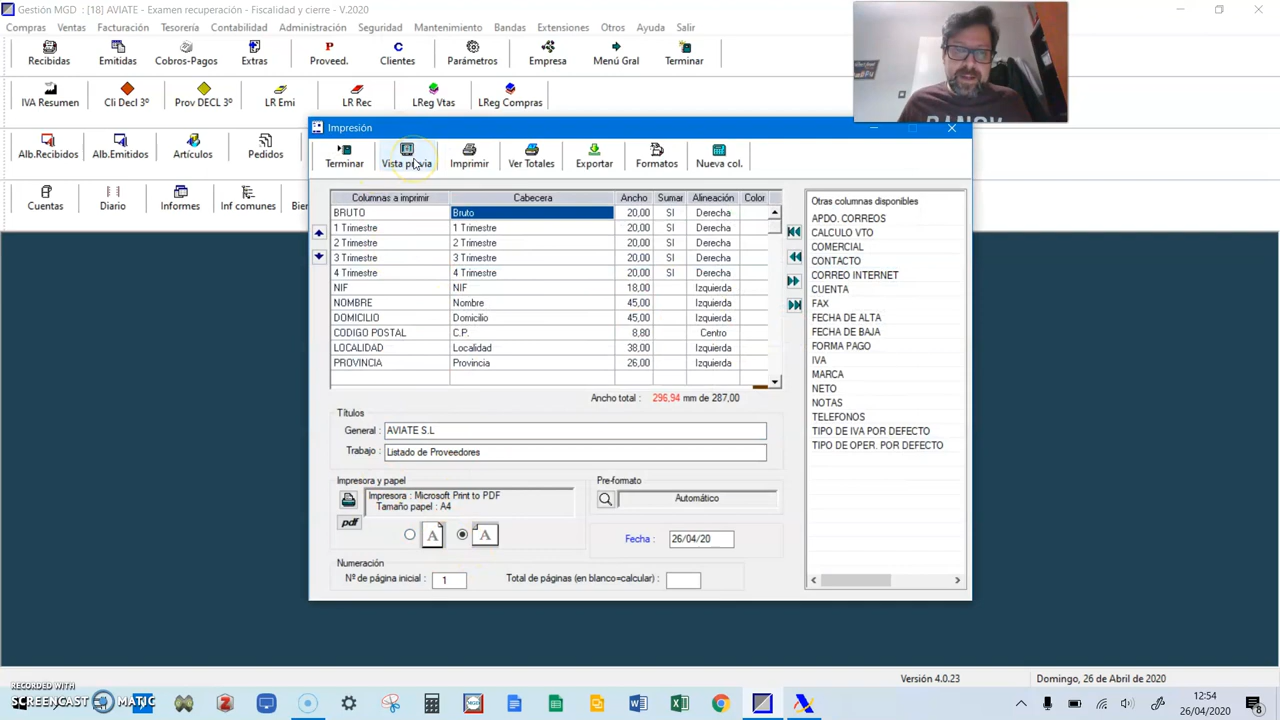 Gestión MGD : [18] AVIATE - Examen recuperación - Fiscalidad y cierre - V.2020
Compras Ventas Facturación Tesorería Contabilidad Administración Seguridad Mantenimiento Bandas Extensiones Otros Ayuda Salir
Recibidas Emitidas Cobros-Pagos Extras Proveed. Clientes Parámetros Empresa Menú Gral Terminar
IVA Resumen Cli Decl 3º Prov DECL 3º LR Emi LR Rec LReg Vtas LReg Compras
Alb.Recibidos Alb.Emitidos Artículos Pedidos
Cuentas Diario Informes Inf comunes
Impresión
Terminar Vista previa Imprimir Ver Totales Exportar Formatos Nueva col.
Columnas a imprimir Cabecera Ancho Sumar Alineación Color
BRUTO Bruto 20,00 SI Derecha
1 Trimestre 1 Trimestre 20,00 SI Derecha
2 Trimestre 2 Trimestre 20,00 SI Derecha
3 Trimestre 3 Trimestre 20,00 SI Derecha
4 Trimestre 4 Trimestre 20,00 SI Derecha
NIF NIF 18,00 Izquierda
NOMBRE Nombre 45,00 Izquierda
DOMICILIO Domicilio 45,00 Izquierda
CODIGO POSTAL C.P. 8,80 Centro
LOCALIDAD Localidad 38,00 Izquierda
PROVINCIA Provincia 26,00 Izquierda
Ancho total : 296,94 mm de 287,00
Otras columnas disponibles
APDO. CORREOS
CALCULO VTO
COMERCIAL
CONTACTO
CORREO INTERNET
CUENTA
FAX
FECHA DE ALTA
FECHA DE BAJA
FORMA PAGO
IVA
MARCA
NETO
NOTAS
TELEFONOS
TIPO DE IVA POR DEFECTO
TIPO DE OPER. POR DEFECTO
Títulos
General : AVIATE S.L
Trabajo : Listado de Proveedores
Impresora y papel
Impresora : Microsoft Print to PDF
Tamaño papel : A4
pdf
A A
Pre-formato
Automático
Fecha : 26/04/20
Numeración
Nº de página inicial : 1 Total de páginas (en blanco=calcular) :
Versión 4.0.23 Domingo, 26 de Abril de 2020
RECORDED WITH
SCREENCAST MATIC
12:54
26/04/2020
8